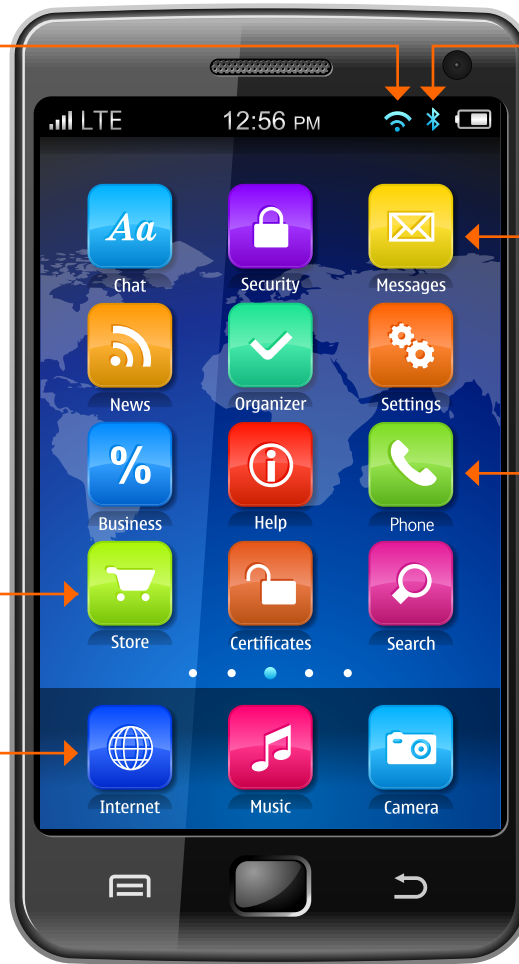 LTE 12:56 PM
Aa
Chat Security Messages
News Organizer Settings
%
Business Help Phone
Store Certificates Search
Internet Music Camera